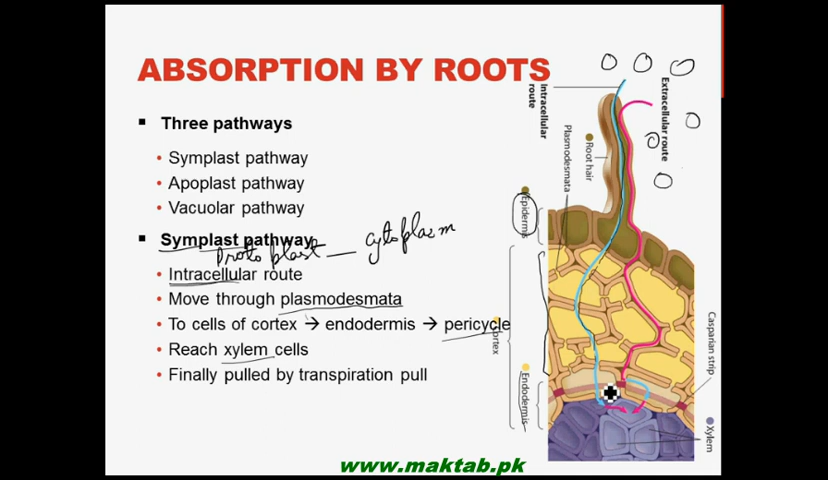 ABSORPTION BY ROOTS
Three pathways
Symplast pathway
Apoplast pathway
Vacuolar pathway
Symplast pathway
Protoplast — Cytoplasm
Intracellular route
Move through plasmodesmata
To cells of cortex → endodermis → pericycle
Reach xylem cells
Finally pulled by transpiration pull
Intracellular
route
Extracellular route
Plasmodesmata
Root hair
Epidermis
Cortex
Endodermis
Casparian strip
Xylem
www.maktab.pk